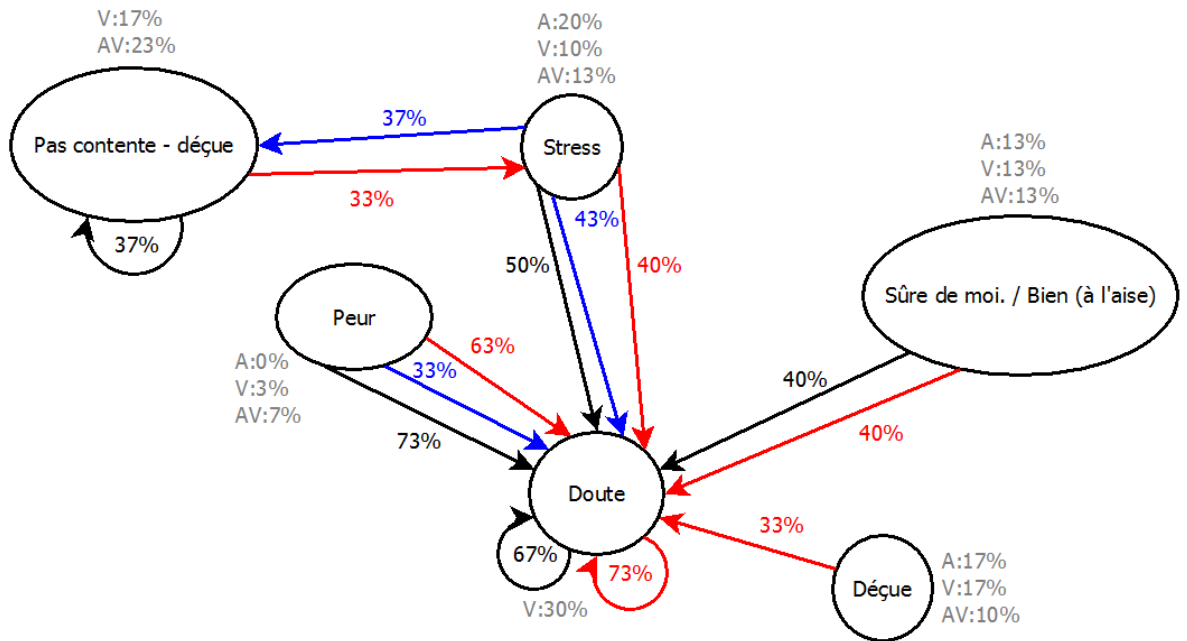 V:17%
AV:23%
A:20%
V:10%
AV:13%
37%
Pas contente - déçue
Stress
A:13%
V:13%
AV:13%
33%
43%
37%
50%
40%
Sûre de moi. / Bien (à l'aise)
Peur
63%
A:0%
V:3%
AV:7%
33%
40%
73%
40%
Doute
33%
67%
73%
V:30%
Déçue
A:17%
V:17%
AV:10%